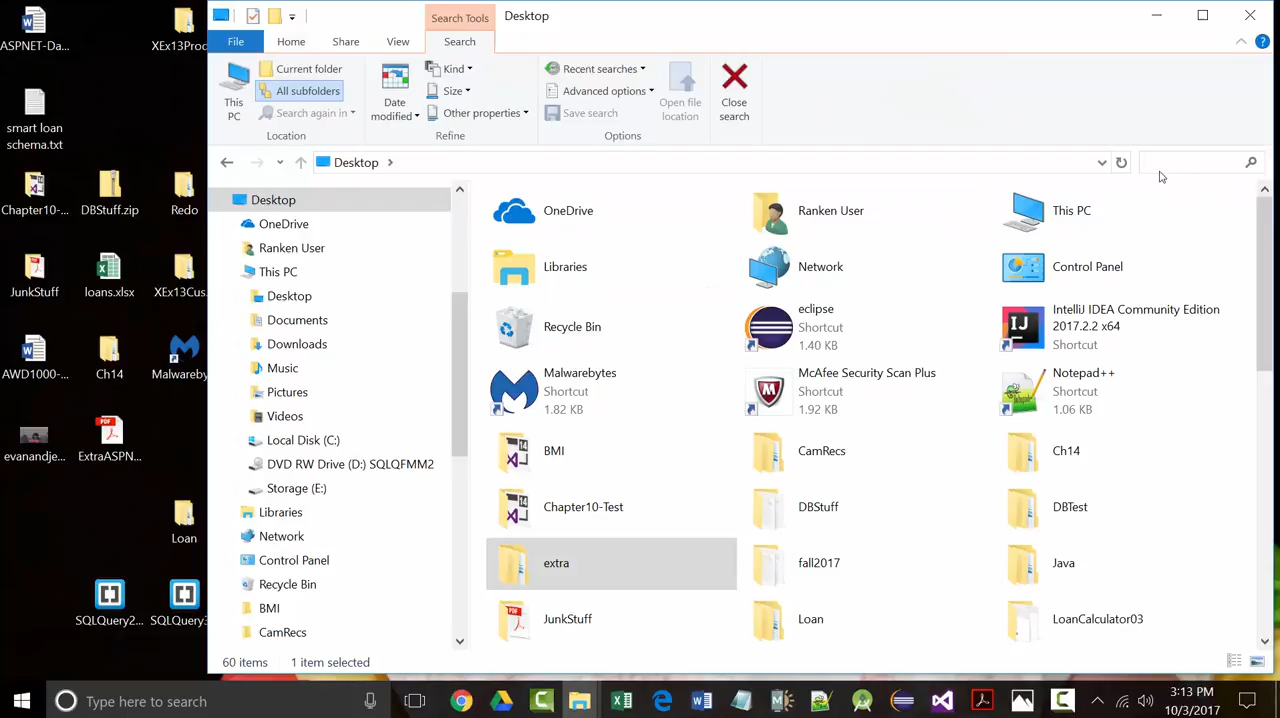 ASPNET-Da...
XEx13Prod
smart loan
schema.txt
Chapter10-...
DBStuff.zip
Redo
JunkStuff
loans.xlsx
XEx13Cus.
AWD1000-...
Ch14
Malwareby
evanandje...
ExtraASPN...
Loan
SQLQuery2...
SQLQuery3
Search Tools
Desktop
File
Home
Share
View
Search
This
PC
Current folder
All subfolders
Search again in
Location
Date
modified
Kind
Size
Other properties
Refine
Recent searches
Advanced options
Save search
Open file
location
Options
Close
search
Desktop
Desktop
OneDrive
Ranken User
This PC
Desktop
Documents
Downloads
Music
Pictures
Videos
Local Disk (C:)
DVD RW Drive (D:) SQLQFMM2
Storage (E:)
Libraries
Network
Control Panel
Recycle Bin
BMI
CamRecs
OneDrive
Ranken User
This PC
Libraries
Network
Control Panel
Recycle Bin
eclipse
Shortcut
1.40 KB
IntelliJ IDEA Community Edition
2017.2.2 x64
Shortcut
Malwarebytes
Shortcut
1.82 KB
McAfee Security Scan Plus
Shortcut
1.92 KB
Notepad++
Shortcut
1.06 KB
BMI
CamRecs
Ch14
Chapter10-Test
DBStuff
DBTest
extra
fall2017
Java
JunkStuff
Loan
LoanCalculator03
60 items
1 item selected
Type here to search
3:13 PM
10/3/2017